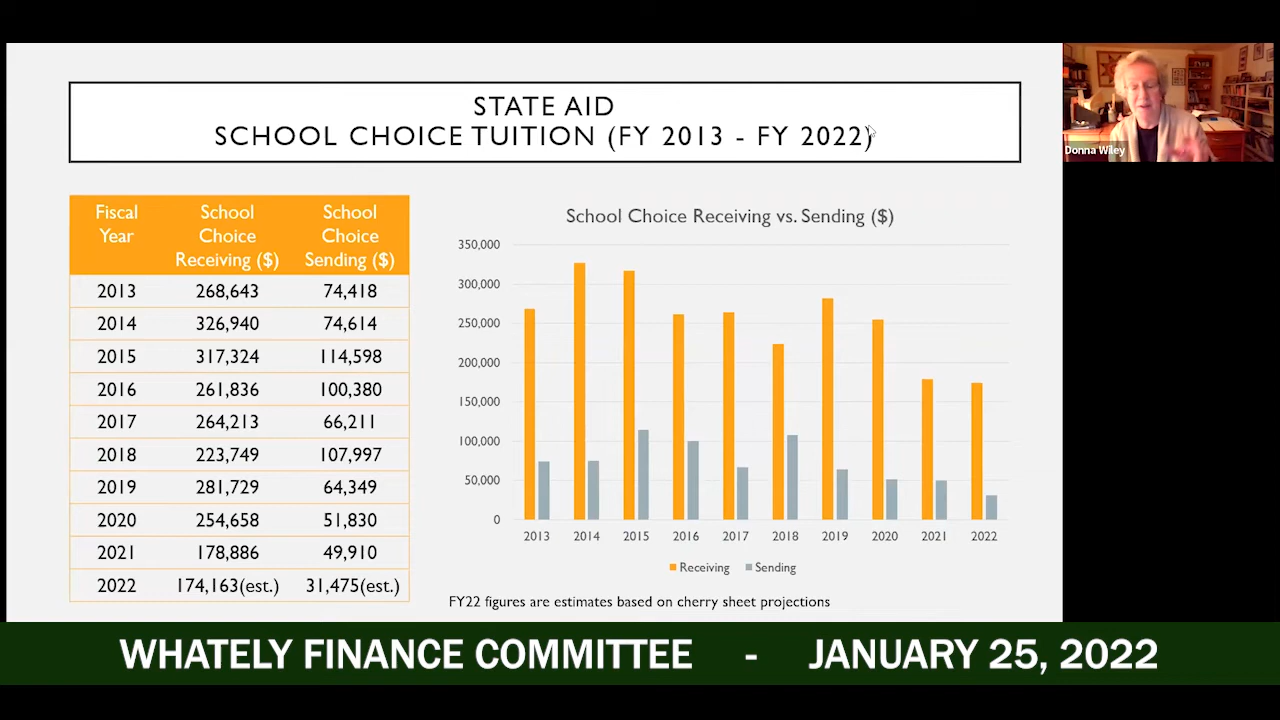 STATE AID
SCHOOL CHOICE TUITION (FY 2013 - FY 2022)
Donna Wiley
Fiscal Year School Choice Receiving ($) School Choice Sending ($)
2013 268,643 74,418
2014 326,940 74,614
2015 317,324 114,598
2016 261,836 100,380
2017 264,213 66,211
2018 223,749 107,997
2019 281,729 64,349
2020 254,658 51,830
2021 178,886 49,910
2022 174,163(est.) 31,475(est.)
School Choice Receiving vs. Sending ($)
350,000
300,000
250,000
200,000
150,000
100,000
50,000
0
2013 2014 2015 2016 2017 2018 2019 2020 2021 2022
Receiving Sending
FY22 figures are estimates based on cherry sheet projections
WHATELY FINANCE COMMITTEE - JANUARY 25, 2022